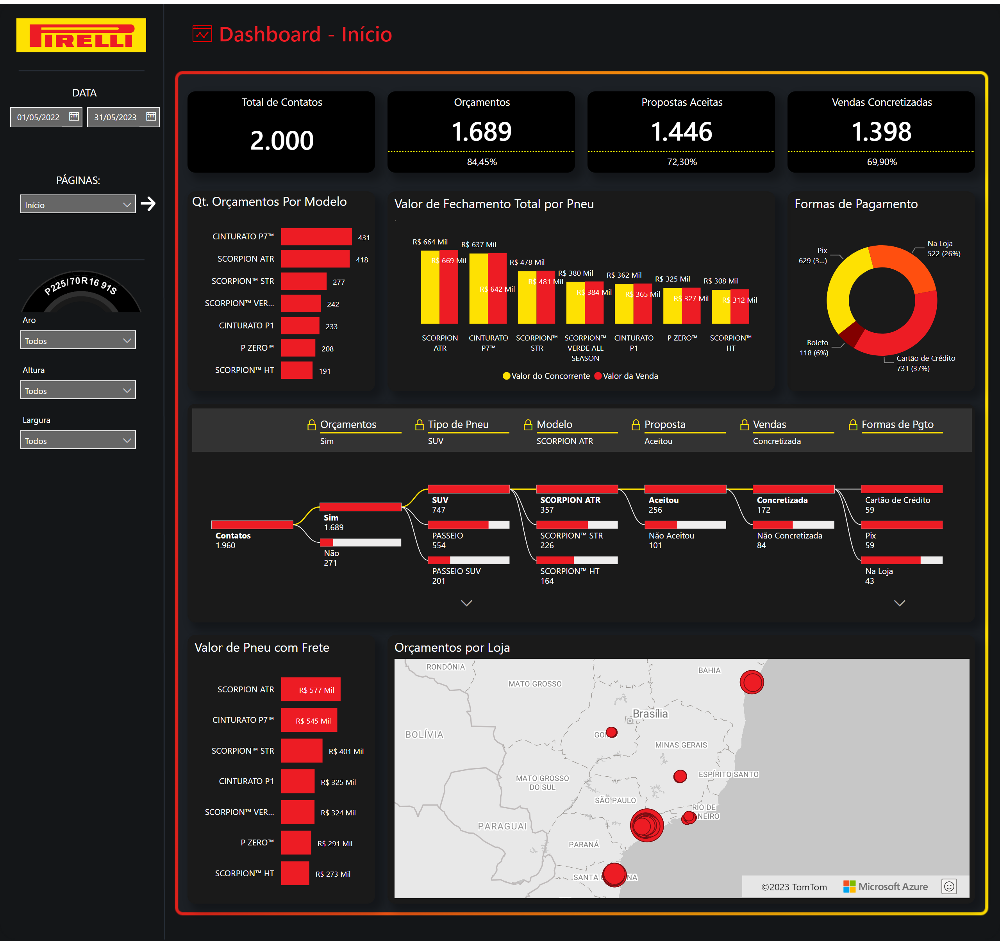 PIRELLI
Dashboard - Início
DATA
01/05/2022
31/05/2023
PÁGINAS:
Início
P225/70R16 91S
Aro
Todos
Altura
Todos
Largura
Todos
Total de Contatos
2.000
Orçamentos
1.689
84,45%
Propostas Aceitas
1.446
72,30%
Vendas Concretizadas
1.398
69,90%
Qt. Orçamentos Por Modelo
CINTURATO P7™ 431
SCORPION ATR 418
SCORPION™ STR 277
SCORPION™ VER... 242
CINTURATO P1 233
P ZERO™ 208
SCORPION™ HT 191
Valor de Fechamento Total por Pneu
R$ 664 Mil
R$ 669 Mil
R$ 637 Mil
R$ 642 Mil
R$ 478 Mil
R$ 481 Mil
R$ 380 Mil
R$ 384 Mil
R$ 362 Mil
R$ 365 Mil
R$ 325 Mil
R$ 327 Mil
R$ 308 Mil
R$ 312 Mil
SCORPION
ATR
CINTURATO
P7™
SCORPION™
STR
SCORPION™
VERDE ALL
SEASON
CINTURATO
P1
P ZERO™
SCORPION™
HT
Valor do Concorrente
Valor da Venda
Formas de Pagamento
Na Loja
522 (26%)
Pix
629 (3...)
Boleto
118 (6%)
Cartão de Crédito
731 (37%)
Orçamentos
Sim
Tipo de Pneu
SUV
Modelo
SCORPION ATR
Proposta
Aceitou
Vendas
Concretizada
Formas de Pgto
Contatos
1.960
Sim
1.689
Não
271
SUV
747
PASSEIO
554
PASSEIO SUV
201
SCORPION ATR
357
SCORPION™ STR
226
SCORPION™ HT
164
Aceitou
256
Não Aceitou
101
Concretizada
172
Não Concretizada
84
Cartão de Crédito
59
Pix
59
Na Loja
43
Valor de Pneu com Frete
SCORPION ATR R$ 577 Mil
CINTURATO P7™ R$ 545 Mil
SCORPION™ STR R$ 401 Mil
CINTURATO P1 R$ 325 Mil
SCORPION™ VER... R$ 324 Mil
P ZERO™ R$ 291 Mil
SCORPION™ HT R$ 273 Mil
Orçamentos por Loja
RONDÔNIA
BAHIA
MATO GROSSO
Brasília
BOLÍVIA
MINAS GERAIS
ESPÍRITO SANTO
MATO GROSSO
DO SUL
SÃO PAULO
RIO DE
PARAGUAI
PARANÁ
SANTA
©2023 TomTom
Microsoft Azure